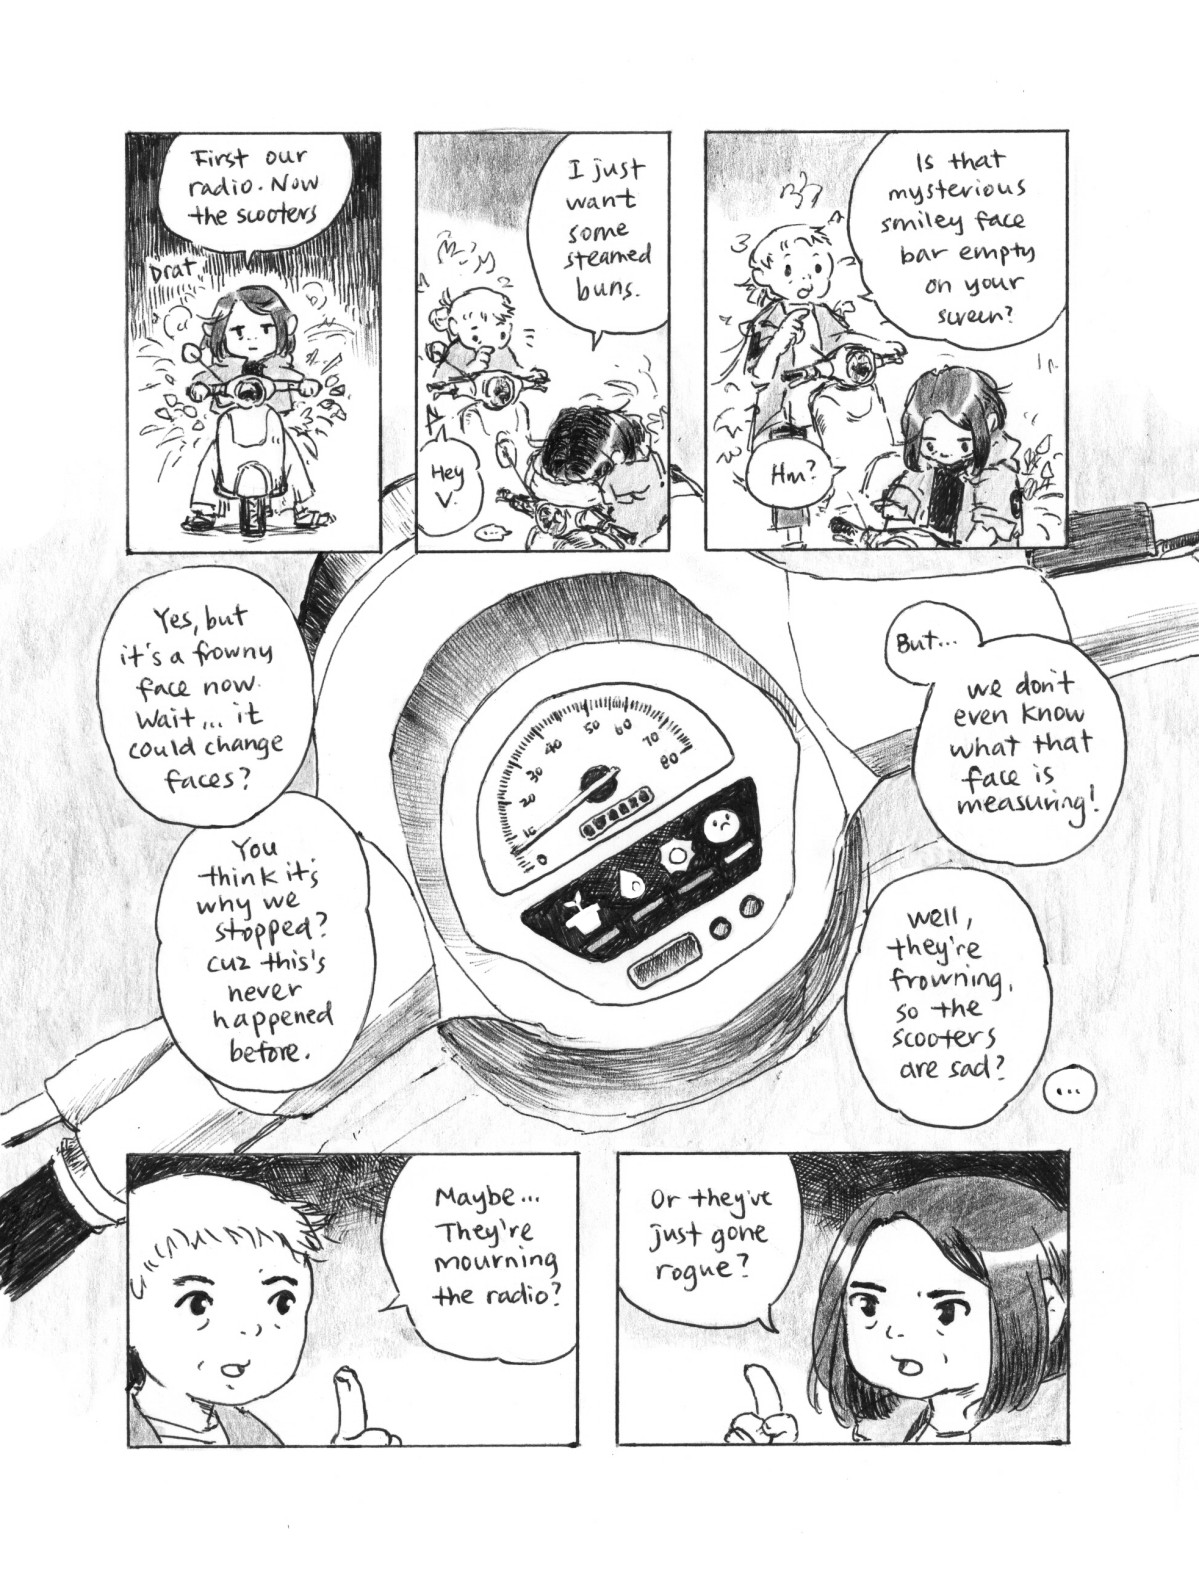 First our
radio. Now
the scooters
Drat
I just
want
some
steamed
buns.
Hey
V.
...
Is that
mysterious
smiley face
bar empty
on your
screen?
Hm?
Yes, but
it's a frowny
face now.
Wait... it
could change
faces?
You
think it's
why we
stopped?
Cuz this's
never
happened
before.
0
10
20
30
40
50
60
70
80
But...
we don't
even know
what that
face is
measuring!
Well,
they're
frowning,
so the
scooters
are sad?
...
Maybe...
They're
mourning
the radio?
Or they've
just gone
rogue?